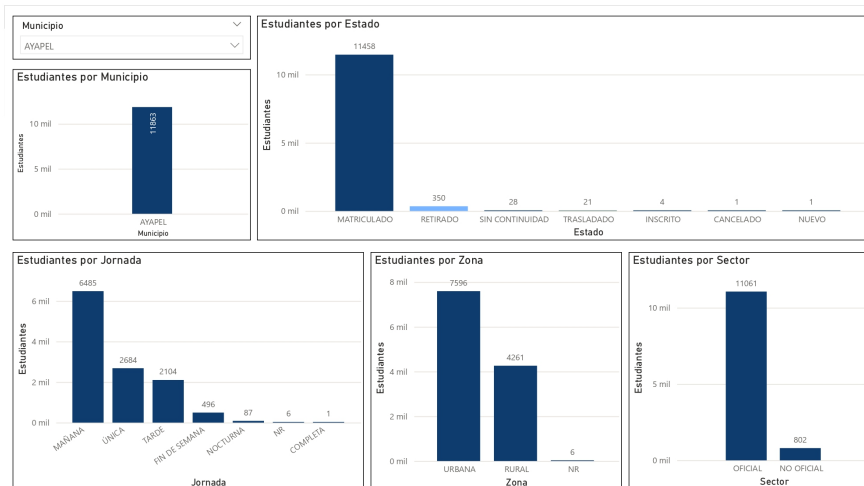 Municipio
AYAPEL
Estudiantes por Municipio
Estudiantes
10 mil
5 mil
0 mil
11863
AYAPEL
Municipio
Estudiantes por Estado
Estudiantes
10 mil
5 mil
0 mil
11458
350
28
21
4
1
1
MATRICULADO RETIRADO SIN CONTINUIDAD TRASLADADO INSCRITO CANCELADO NUEVO
Estado
Estudiantes por Jornada
Estudiantes
6 mil
4 mil
2 mil
0 mil
6485
2684
2104
496
87
6
1
MAÑANA
ÚNICA
TARDE
FIN DE SEMANA
NOCTURNA
NR
COMPLETA
Jornada
Estudiantes por Zona
Estudiantes
8 mil
6 mil
4 mil
2 mil
0 mil
7596
4261
6
URBANA RURAL NR
Zona
Estudiantes por Sector
Estudiantes
10 mil
5 mil
0 mil
11061
802
OFICIAL NO OFICIAL
Sector